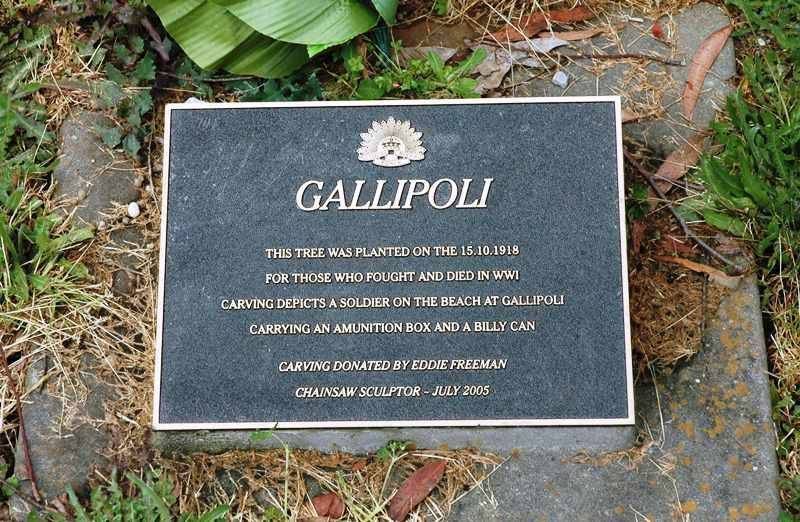 GALLIPOLI
THIS TREE WAS PLANTED ON THE 15.10.1918
FOR THOSE WHO FOUGHT AND DIED IN WWI
CARVING DEPICTS A SOLDIER ON THE BEACH AT GALLIPOLI
CARRYING AN AMUNITION BOX AND A BILLY CAN
CARVING DONATED BY EDDIE FREEMAN
CHAINSAW SCULPTOR ~ JULY 2005